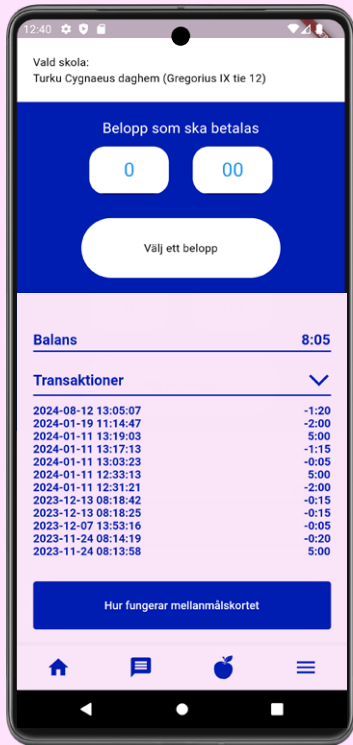 12:40
Vald skola:
Turku Cygnaeus daghem (Gregorius IX tie 12)
Belopp som ska betalas
0 00
Välj ett belopp
Balans 8:05
Transaktioner
2024-08-12 13:05:07 -1:20
2024-01-19 11:14:47 -2:00
2024-01-11 13:19:03 5:00
2024-01-11 13:17:13 -1:15
2024-01-11 13:03:23 -0:05
2024-01-11 12:33:13 5:00
2024-01-11 12:31:21 -2:00
2023-12-13 08:18:42 -0:15
2023-12-13 08:18:25 -0:15
2023-12-07 13:53:16 -0:05
2023-11-24 08:14:19 -0:20
2023-11-24 08:13:58 5:00
Hur fungerar mellanmålskortet